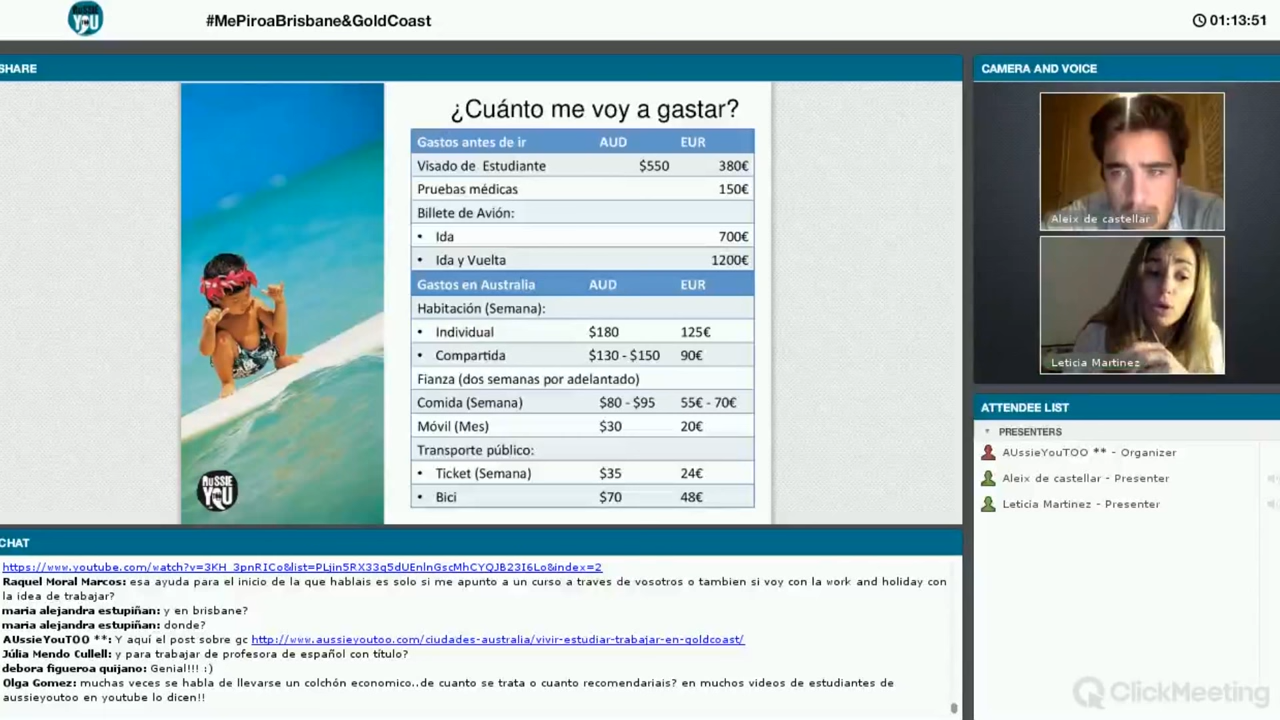 AUSSIE
YOU
#MePiroaBrisbane&GoldCoast
01:13:51
SHARE
¿Cuánto me voy a gastar?
Gastos antes de ir AUD EUR
Visado de Estudiante $550 380€
Pruebas médicas 150€
Billete de Avión:
• Ida 700€
• Ida y Vuelta 1200€
Gastos en Australia AUD EUR
Habitación (Semana):
• Individual $180 125€
• Compartida $130 - $150 90€
Fianza (dos semanas por adelantado)
Comida (Semana) $80 - $95 55€ - 70€
Móvil (Mes) $30 20€
Transporte público:
• Ticket (Semana) $35 24€
• Bici $70 48€
AUSSIE
YOU
CAMERA AND VOICE
Aleix de castellar
Leticia Martinez
ATTENDEE LIST
PRESENTERS
AUssieYouTOO ** - Organizer
Aleix de castellar - Presenter
Leticia Martinez - Presenter
CHAT
https://www.youtube.com/watch?v=3KH_3pnRICo&list=PLjin5RX33q5dUEnlnGscMhCYQJB23I6Lo&index=2
Raquel Moral Marcos: esa ayuda para el inicio de la que hablais es solo si me apunto a un curso a traves de vosotros o tambien si voy con la work and holiday con
la idea de trabajar?
maria alejandra estupiñan: y en brisbane?
maria alejandra estupiñan: donde?
AUssieYouTOO **: Y aquí el post sobre gc http://www.aussieyoutoo.com/ciudades-australia/vivir-estudiar-trabajar-en-goldcoast/
Júlia Mendo Cullell: y para trabajar de profesora de español con título?
debora figueroa quijano: Genial!!! :)
Olga Gomez: muchas veces se habla de llevarse un colchón economico..de cuanto se trata o cuanto recomendariais? en muchos videos de estudiantes de
aussieyoutoo en youtube lo dicen!!
ClickMeeting